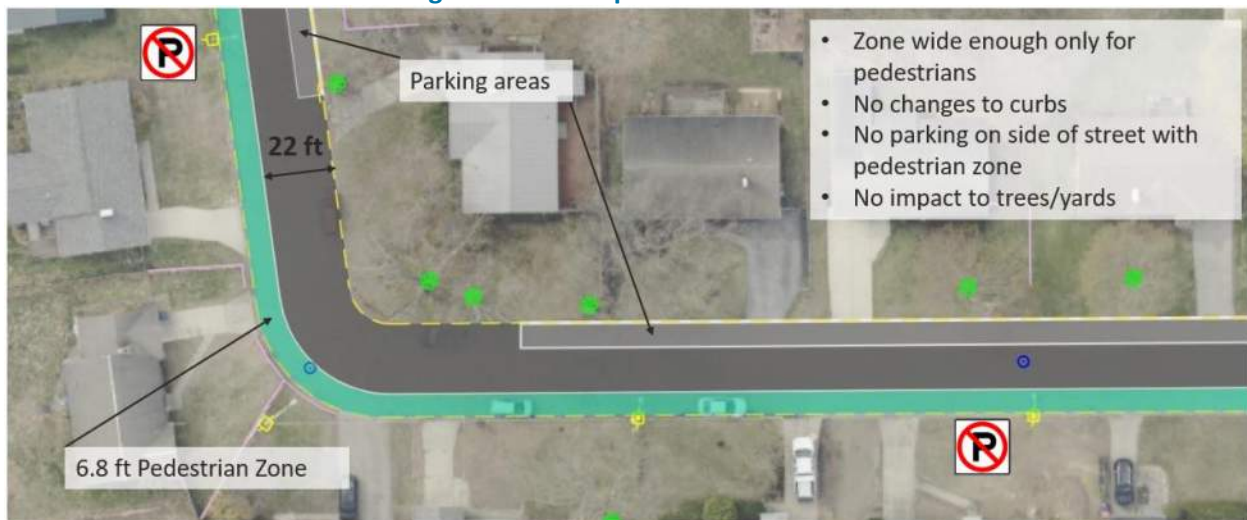 • Zone wide enough only for
pedestrians
• No changes to curbs
• No parking on side of street with
pedestrian zone
• No impact to trees/yards
Parking areas
22 ft
6.8 ft Pedestrian Zone
P
P